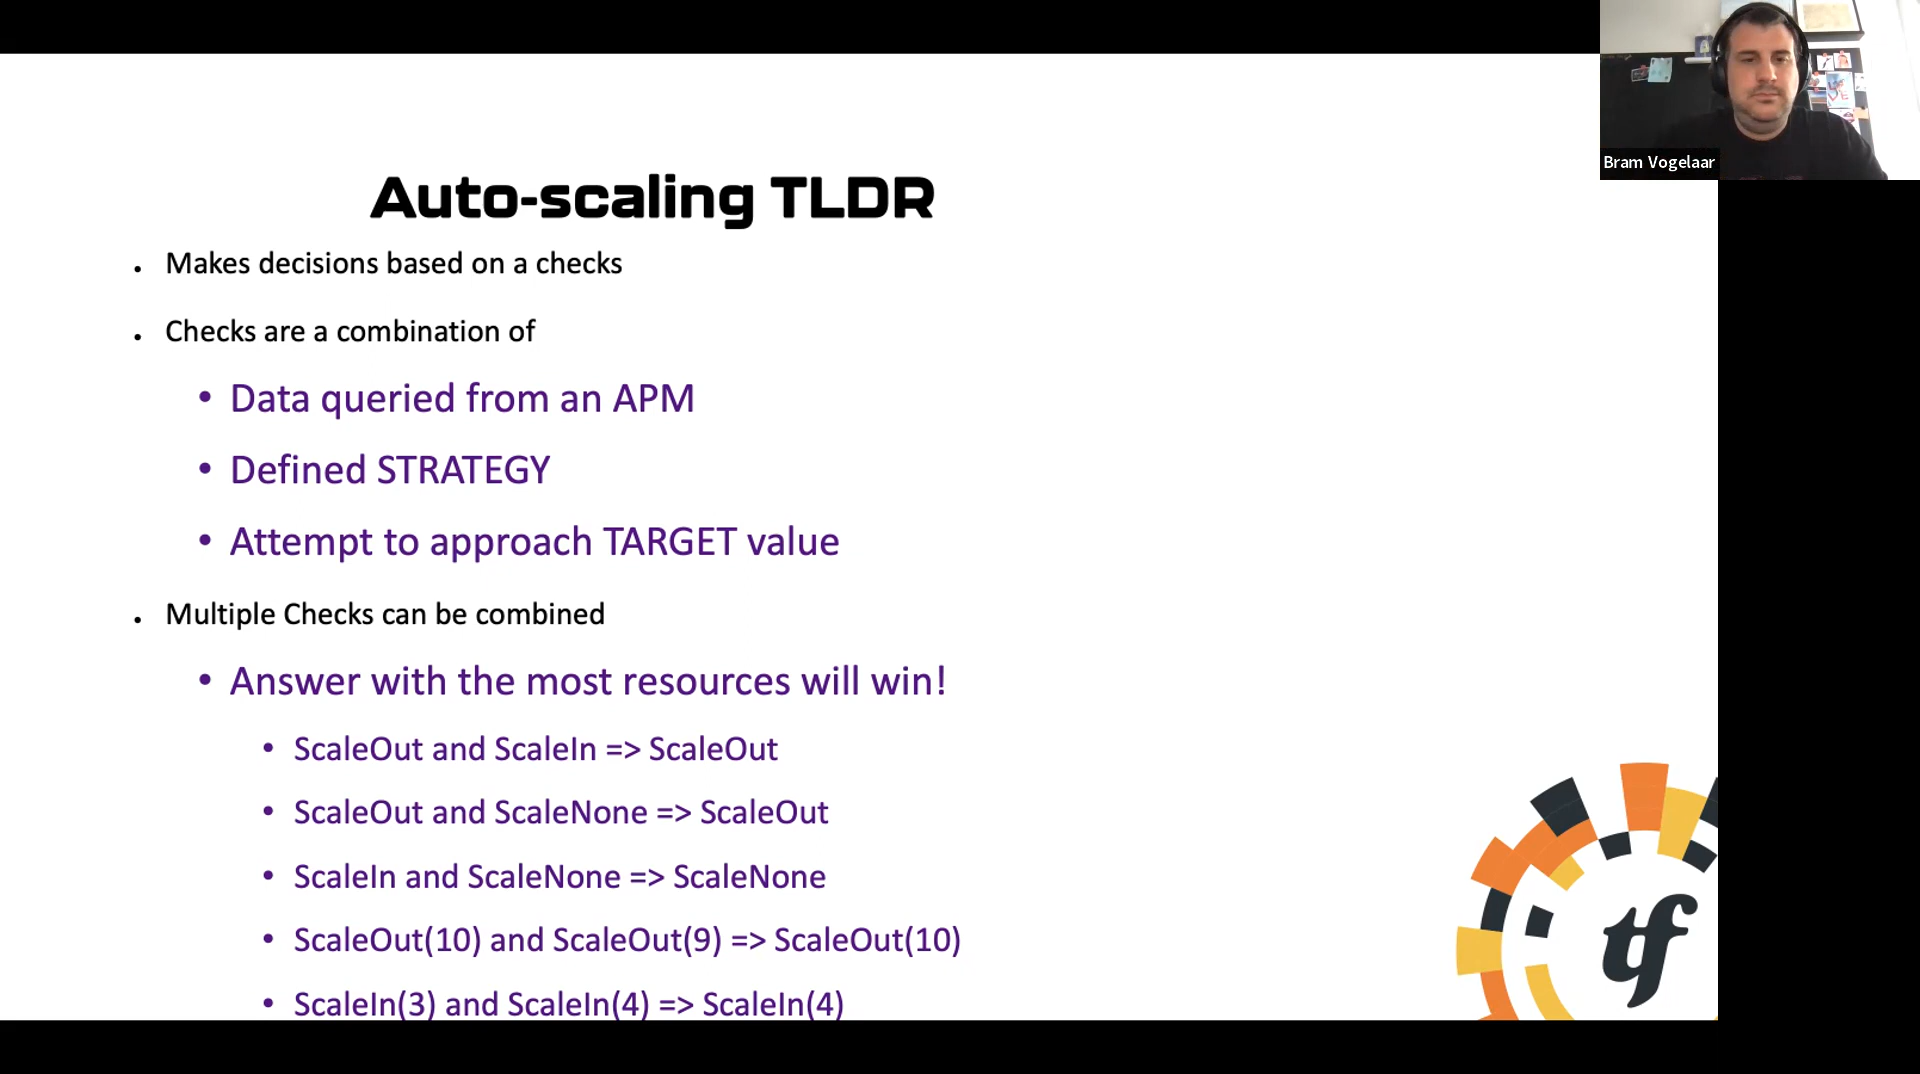 Bram Vogelaar
Auto-scaling TLDR
Makes decisions based on a checks
Checks are a combination of
Data queried from an APM
Defined STRATEGY
Attempt to approach TARGET value
Multiple Checks can be combined
Answer with the most resources will win!
ScaleOut and ScaleIn => ScaleOut
ScaleOut and ScaleNone => ScaleOut
ScaleIn and ScaleNone => ScaleNone
ScaleOut(10) and ScaleOut(9) => ScaleOut(10)
ScaleIn(3) and ScaleIn(4) => ScaleIn(4)
tf